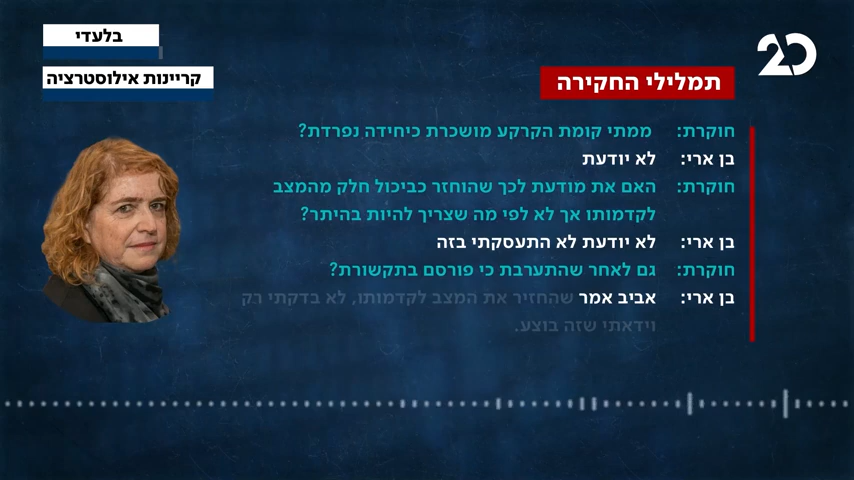 בלעדי
קריינות אילוסטרציה
20
תמלילי החקירה
חוקרת: ממתי קומת הקרקע מושכרת כיחידה נפרדת?
בן ארי: לא יודעת
חוקרת: האם את מודעת לכך שהוחזר כביכול חלק מהמצב
לקדמותו אך לא לפי מה שצריך להיות בהיתר?
בן ארי: לא יודעת לא התעסקתי בזה
חוקרת: גם לאחר שהתערבת כי פורסם בתקשורת?
בן ארי: אביב אמר שהחזיר את המצב לקדמותו, לא בדקתי רק
וידאתי שזה בוצע.